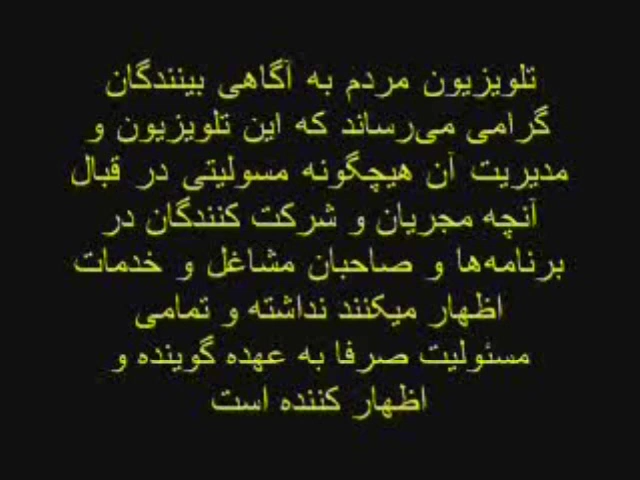 تلویزیون مردم به آگاهی بینندگان
گرامی می‌رساند که این تلویزیون و
مدیریت آن هیچگونه مسولیتی در قبال
آنچه مجریان و شرکت کنندگان در
برنامه‌ها و صاحبان مشاغل و خدمات
اظهار میکنند نداشته و تمامی
مسئولیت صرفا به عهده گوینده و
اظهار کننده است